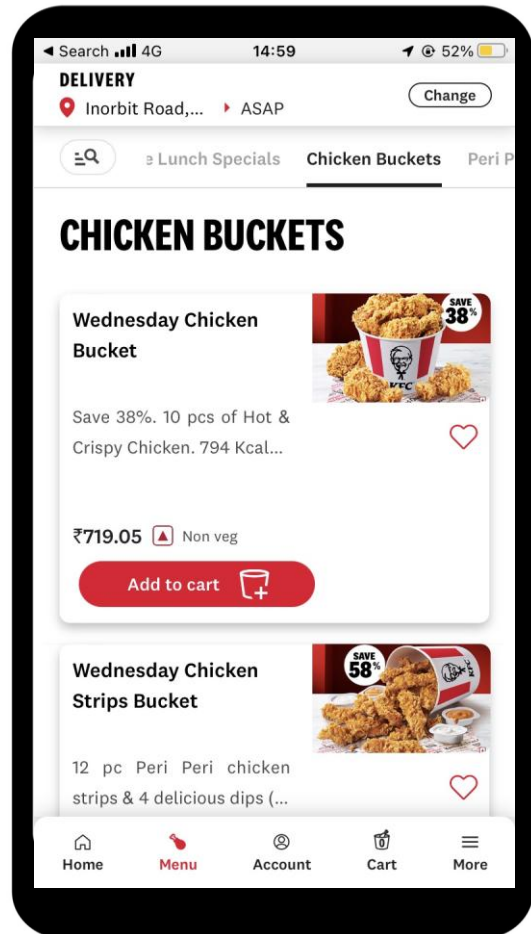 Search 4G 14:59 52%
DELIVERY
Inorbit Road,... ASAP
Change
e Lunch Specials Chicken Buckets Peri P
CHICKEN BUCKETS
Wednesday Chicken
Bucket
SAVE
38%
KFC
Save 38%. 10 pcs of Hot &
Crispy Chicken. 794 Kcal...
₹719.05 Non veg
Add to cart
Wednesday Chicken
Strips Bucket
SAVE
58%
KFC
12 pc Peri Peri chicken
strips & 4 delicious dips (...
0
Home Menu Account Cart More